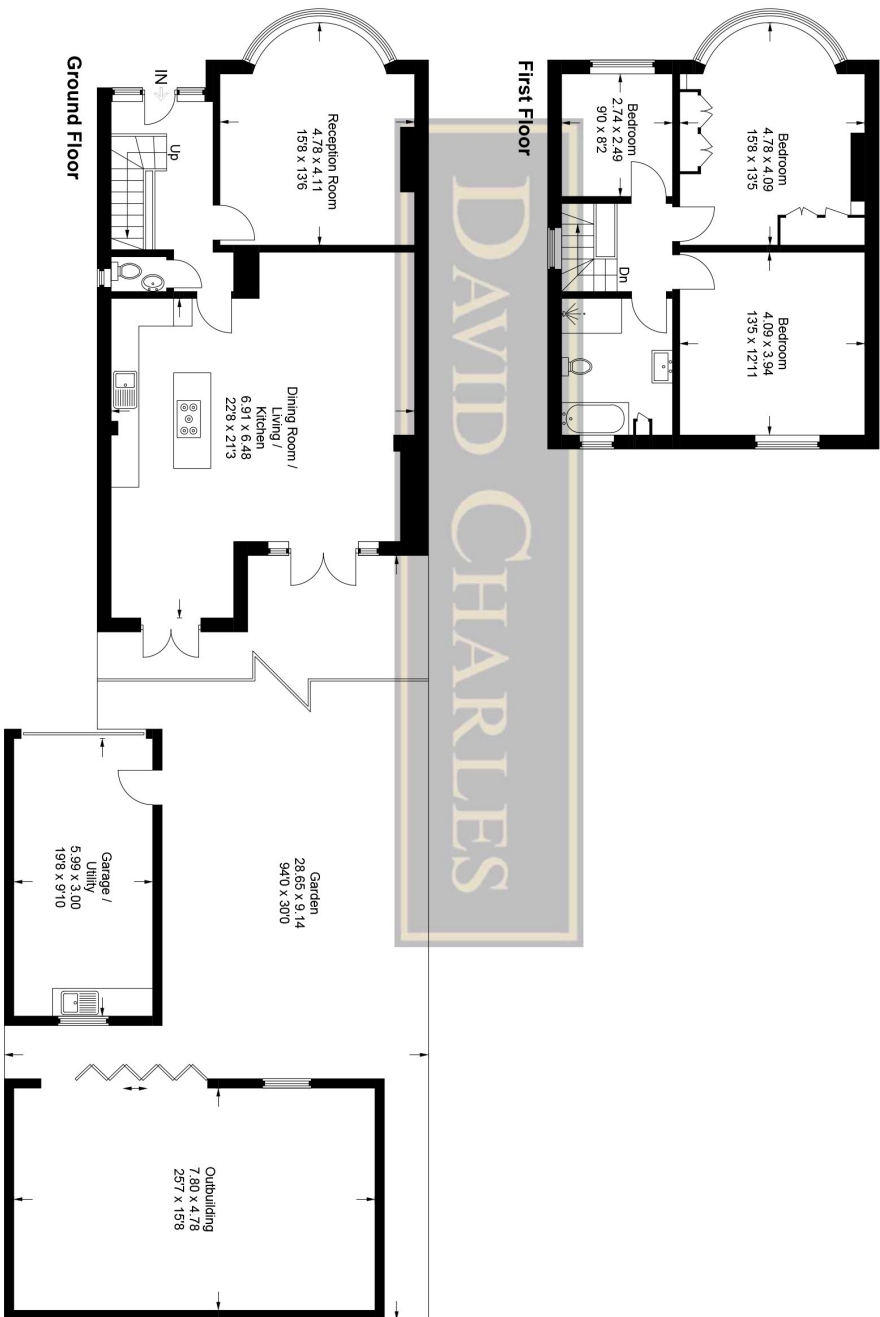 First Floor
Bedroom
4.78 x 4.09
15'8 x 13'5
Bedroom
4.09 x 3.94
13'5 x 12'11
Bedroom
2.74 x 2.49
9'0 x 8'2
Dn
DAVID CHARLES
Ground Floor
Reception Room
4.78 x 4.11
15'8 x 13'6
IN
Up
Dining Room /
Living /
Kitchen
6.91 x 6.48
22'8 x 21'3
Garden
28.65 x 9.14
94'0 x 30'0
Garage /
Utility
5.99 x 3.00
19'8 x 9'10
Outbuilding
7.80 x 4.78
25'7 x 15'8